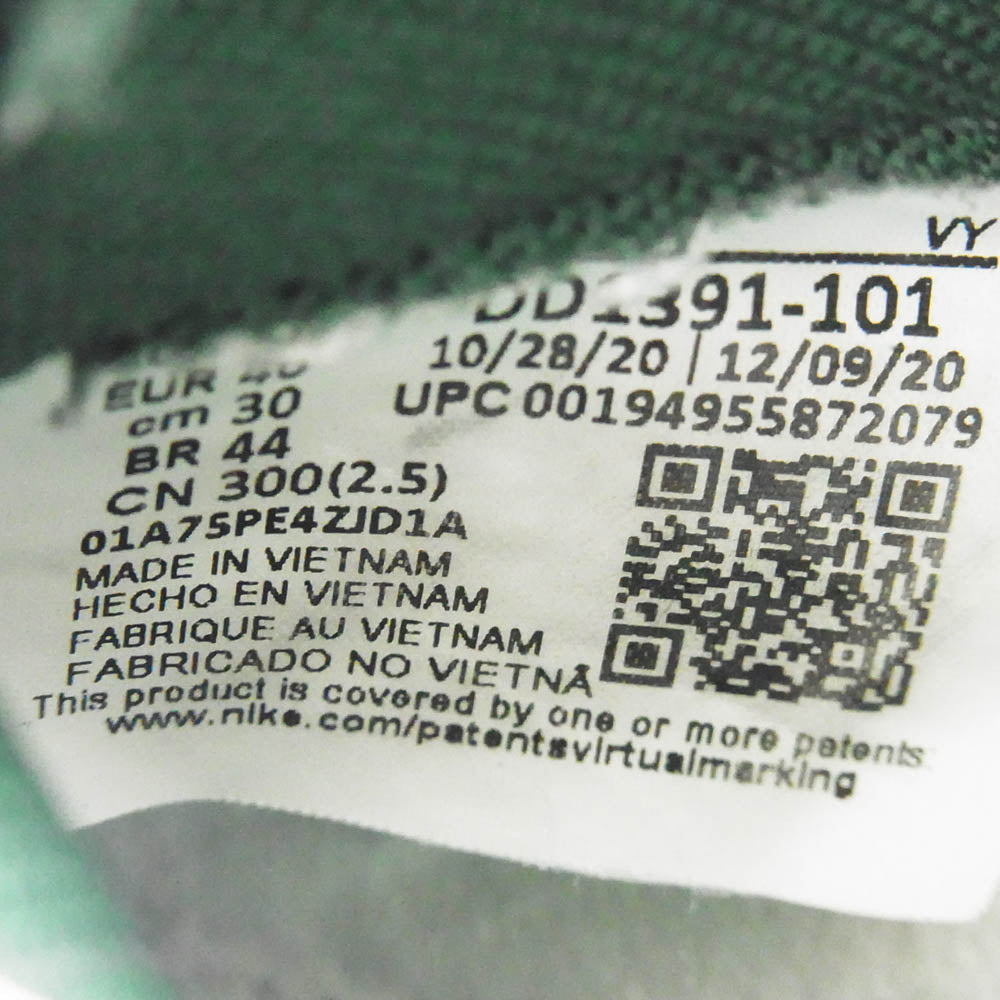 VY
DD1391-101
10/28/20 | 12/09/20
UPC 00194955872079
EUR
cm 30
BR 44
CN 300(2.5)
01A75PE4ZJD1A
MADE IN VIETNAM
HECHO EN VIETNAM
FABRIQUE AU VIETNAM
FABRICADO NO VIETNÃ
This product is covered by one or more patents:
www.nike.com/patentsvirtualmarking